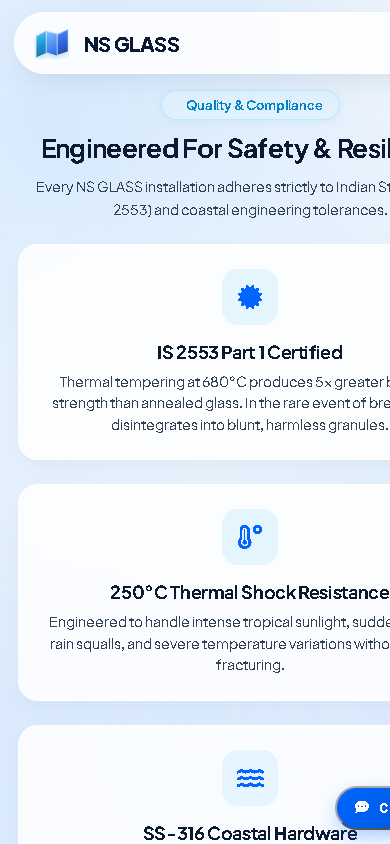 NS GLASS
Quality & Compliance
Engineered For Safety & Resil
Every NS GLASS installation adheres strictly to Indian St
2553) and coastal engineering tolerances.
IS 2553 Part 1 Certified
Thermal tempering at 680°C produces 5x greater b
strength than annealed glass. In the rare event of bre
disintegrates into blunt, harmless granules.
250°C Thermal Shock Resistance
Engineered to handle intense tropical sunlight, sudde
rain squalls, and severe temperature variations witho
fracturing.
SS-316 Coastal Hardware
C